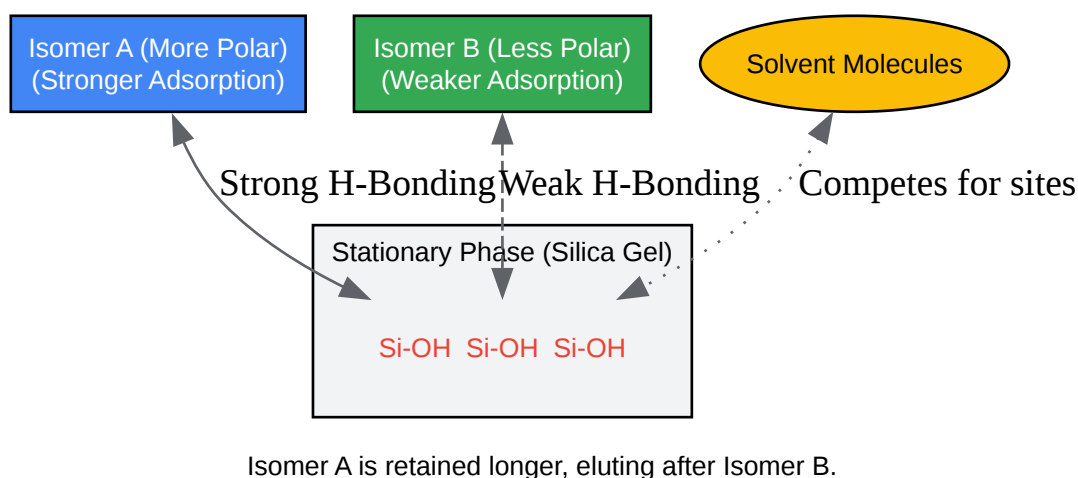 Isomer A (More Polar)
(Stronger Adsorption)
Isomer B (Less Polar)
(Weaker Adsorption)
Solvent Molecules
Strong H-Bonding
Weak H-Bonding
Competes for sites
Stationary Phase (Silica Gel)
Si-OH Si-OH Si-OH
Isomer A is retained longer, eluting after Isomer B.